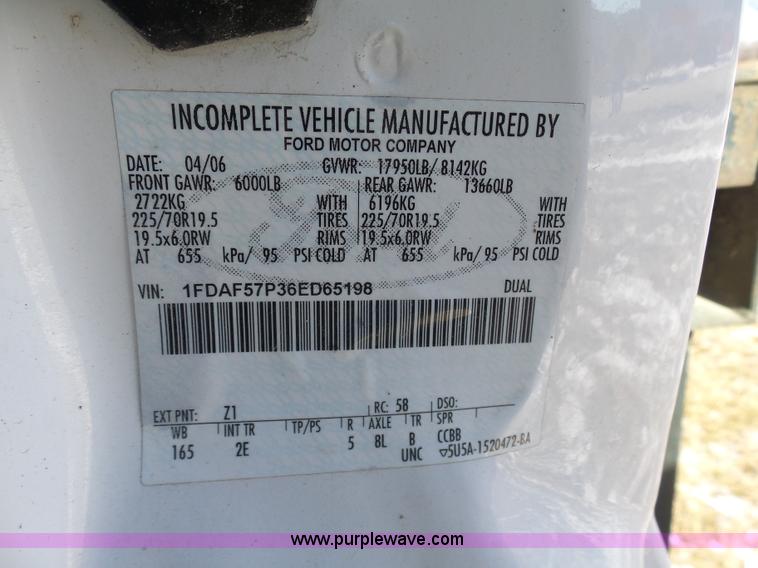 INCOMPLETE VEHICLE MANUFACTURED BY
FORD MOTOR COMPANY
DATE: 04/06 GVWR: 17950LB/ 8142KG
FRONT GAWR: 6000LB REAR GAWR: 13660LB
2722KG WITH 6196KG WITH
225/70R19.5 TIRES 225/70R19.5 TIRES
19.5x6.0RW RIMS 19.5x6.0RW RIMS
AT 655 kPa/ 95 PSI COLD AT 655 kPa/ 95 PSI COLD
VIN: 1FDAF57P36ED65198 DUAL
EXT PNT: Z1 RC: 58 DSO:
WB INT TR TP/PS R AXLE TR SPR
165 2E 5 8L B CCBB
UNC 5U5A-1520472-BA
www.purplewave.com